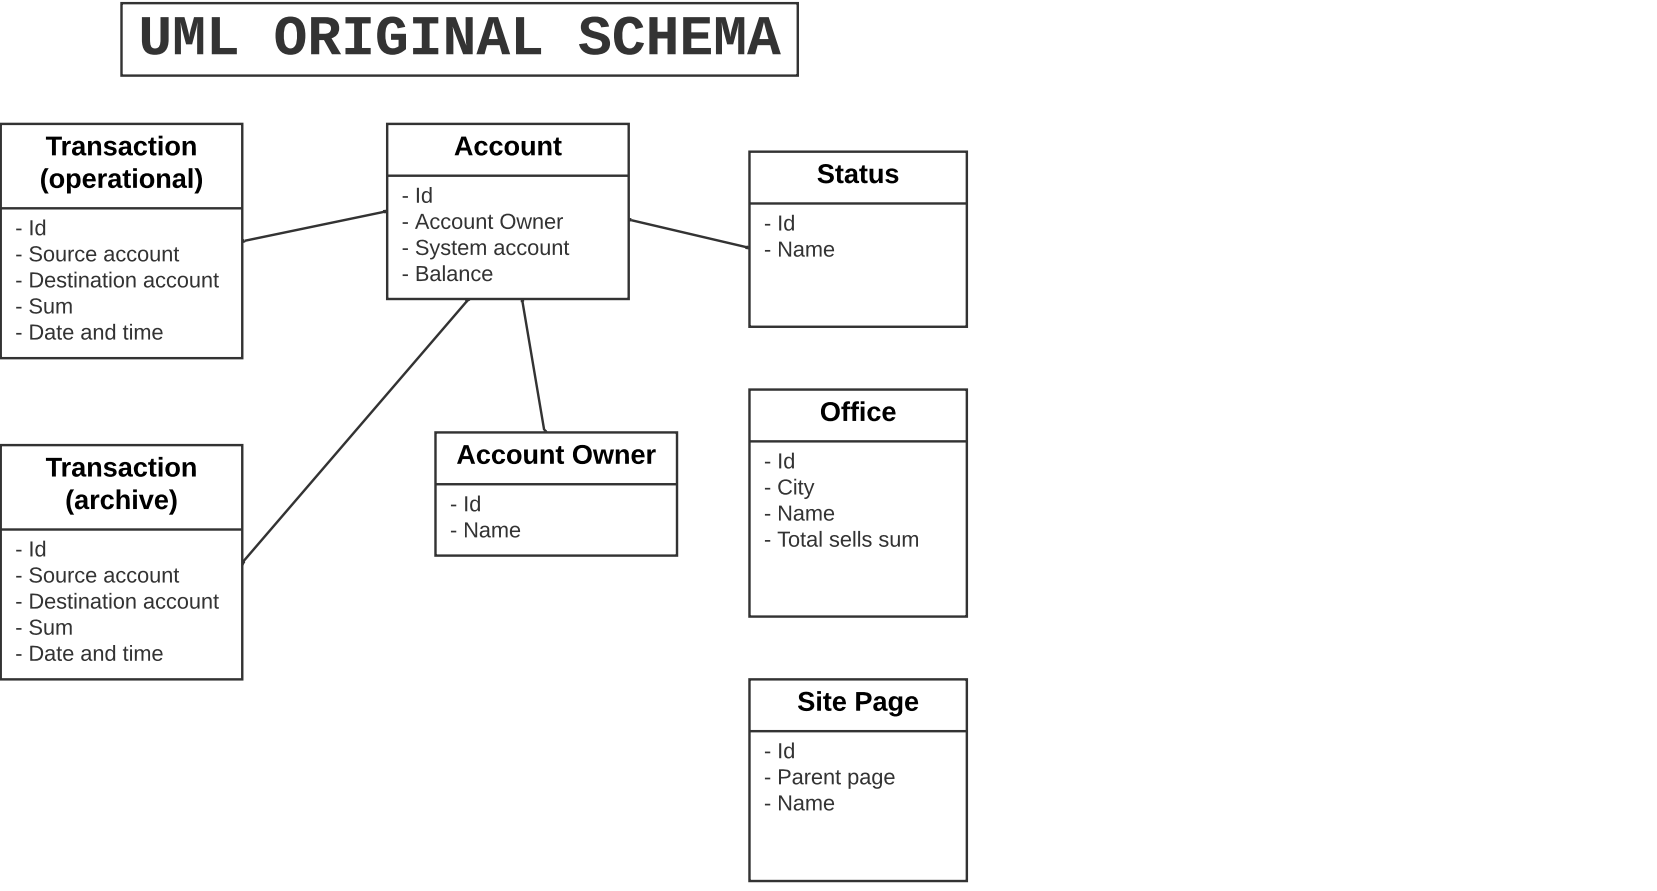 UML ORIGINAL SCHEMA
Transaction
(operational)
- Id
- Source account
- Destination account
- Sum
- Date and time
Account
- Id
- Account Owner
- System account
- Balance
Status
- Id
- Name
Transaction
(archive)
- Id
- Source account
- Destination account
- Sum
- Date and time
Account Owner
- Id
- Name
Office
- Id
- City
- Name
- Total sells sum
Site Page
- Id
- Parent page
- Name